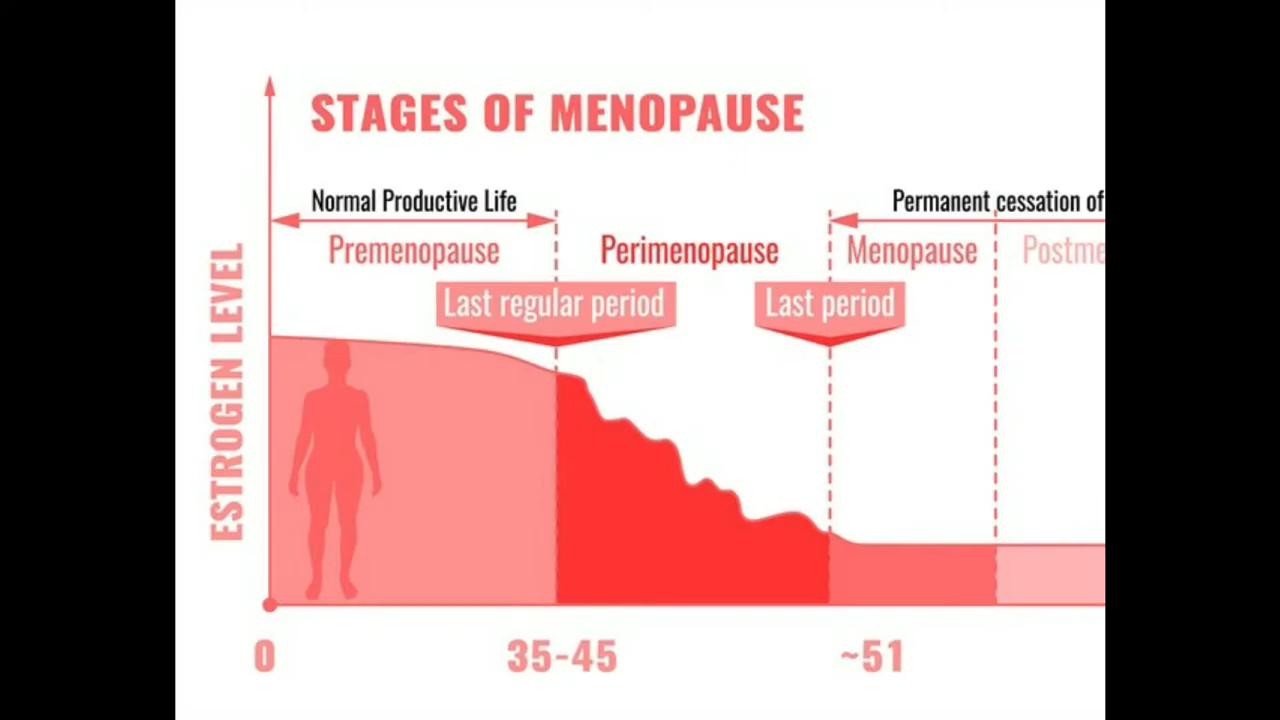 STAGES OF MENOPAUSE
Normal Productive Life
Permanent cessation of
Premenopause
Perimenopause
Menopause
Postme
Last regular period
Last period
ESTROGEN LEVEL
0
35-45
~51